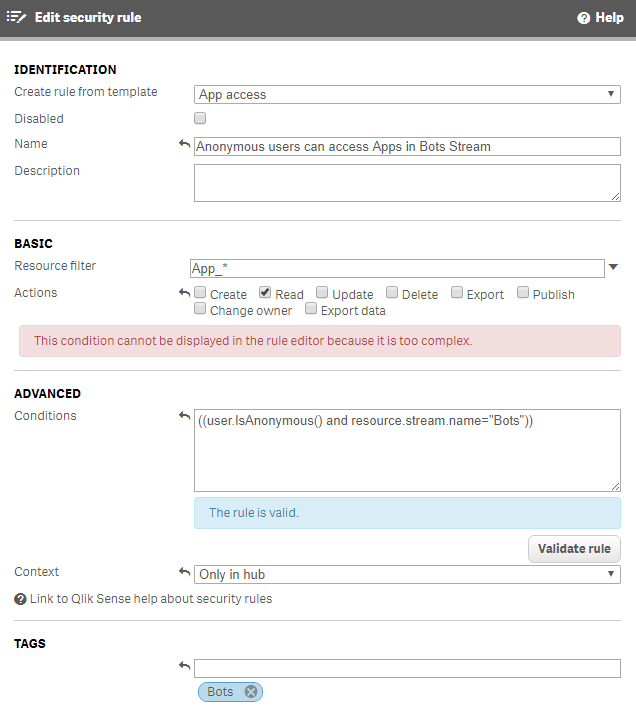 Edit security rule
Help
IDENTIFICATION
Create rule from template
App access
Disabled
Name
Anonymous users can access Apps in Bots Stream
Description
BASIC
Resource filter
App_*
Actions
Create Read Update Delete Export Publish
Change owner Export data
This condition cannot be displayed in the rule editor because it is too complex.
ADVANCED
Conditions
((user.IsAnonymous() and resource.stream.name="Bots"))
The rule is valid.
Validate rule
Context
Only in hub
Link to Qlik Sense help about security rules
TAGS
Bots